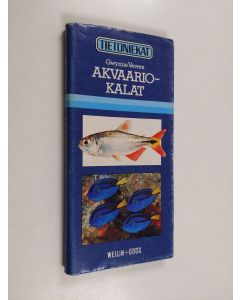 TIETONIEKAT
Gwynne Vevers
AKVAARIO-
KALAT
WEILIN+GÖÖS